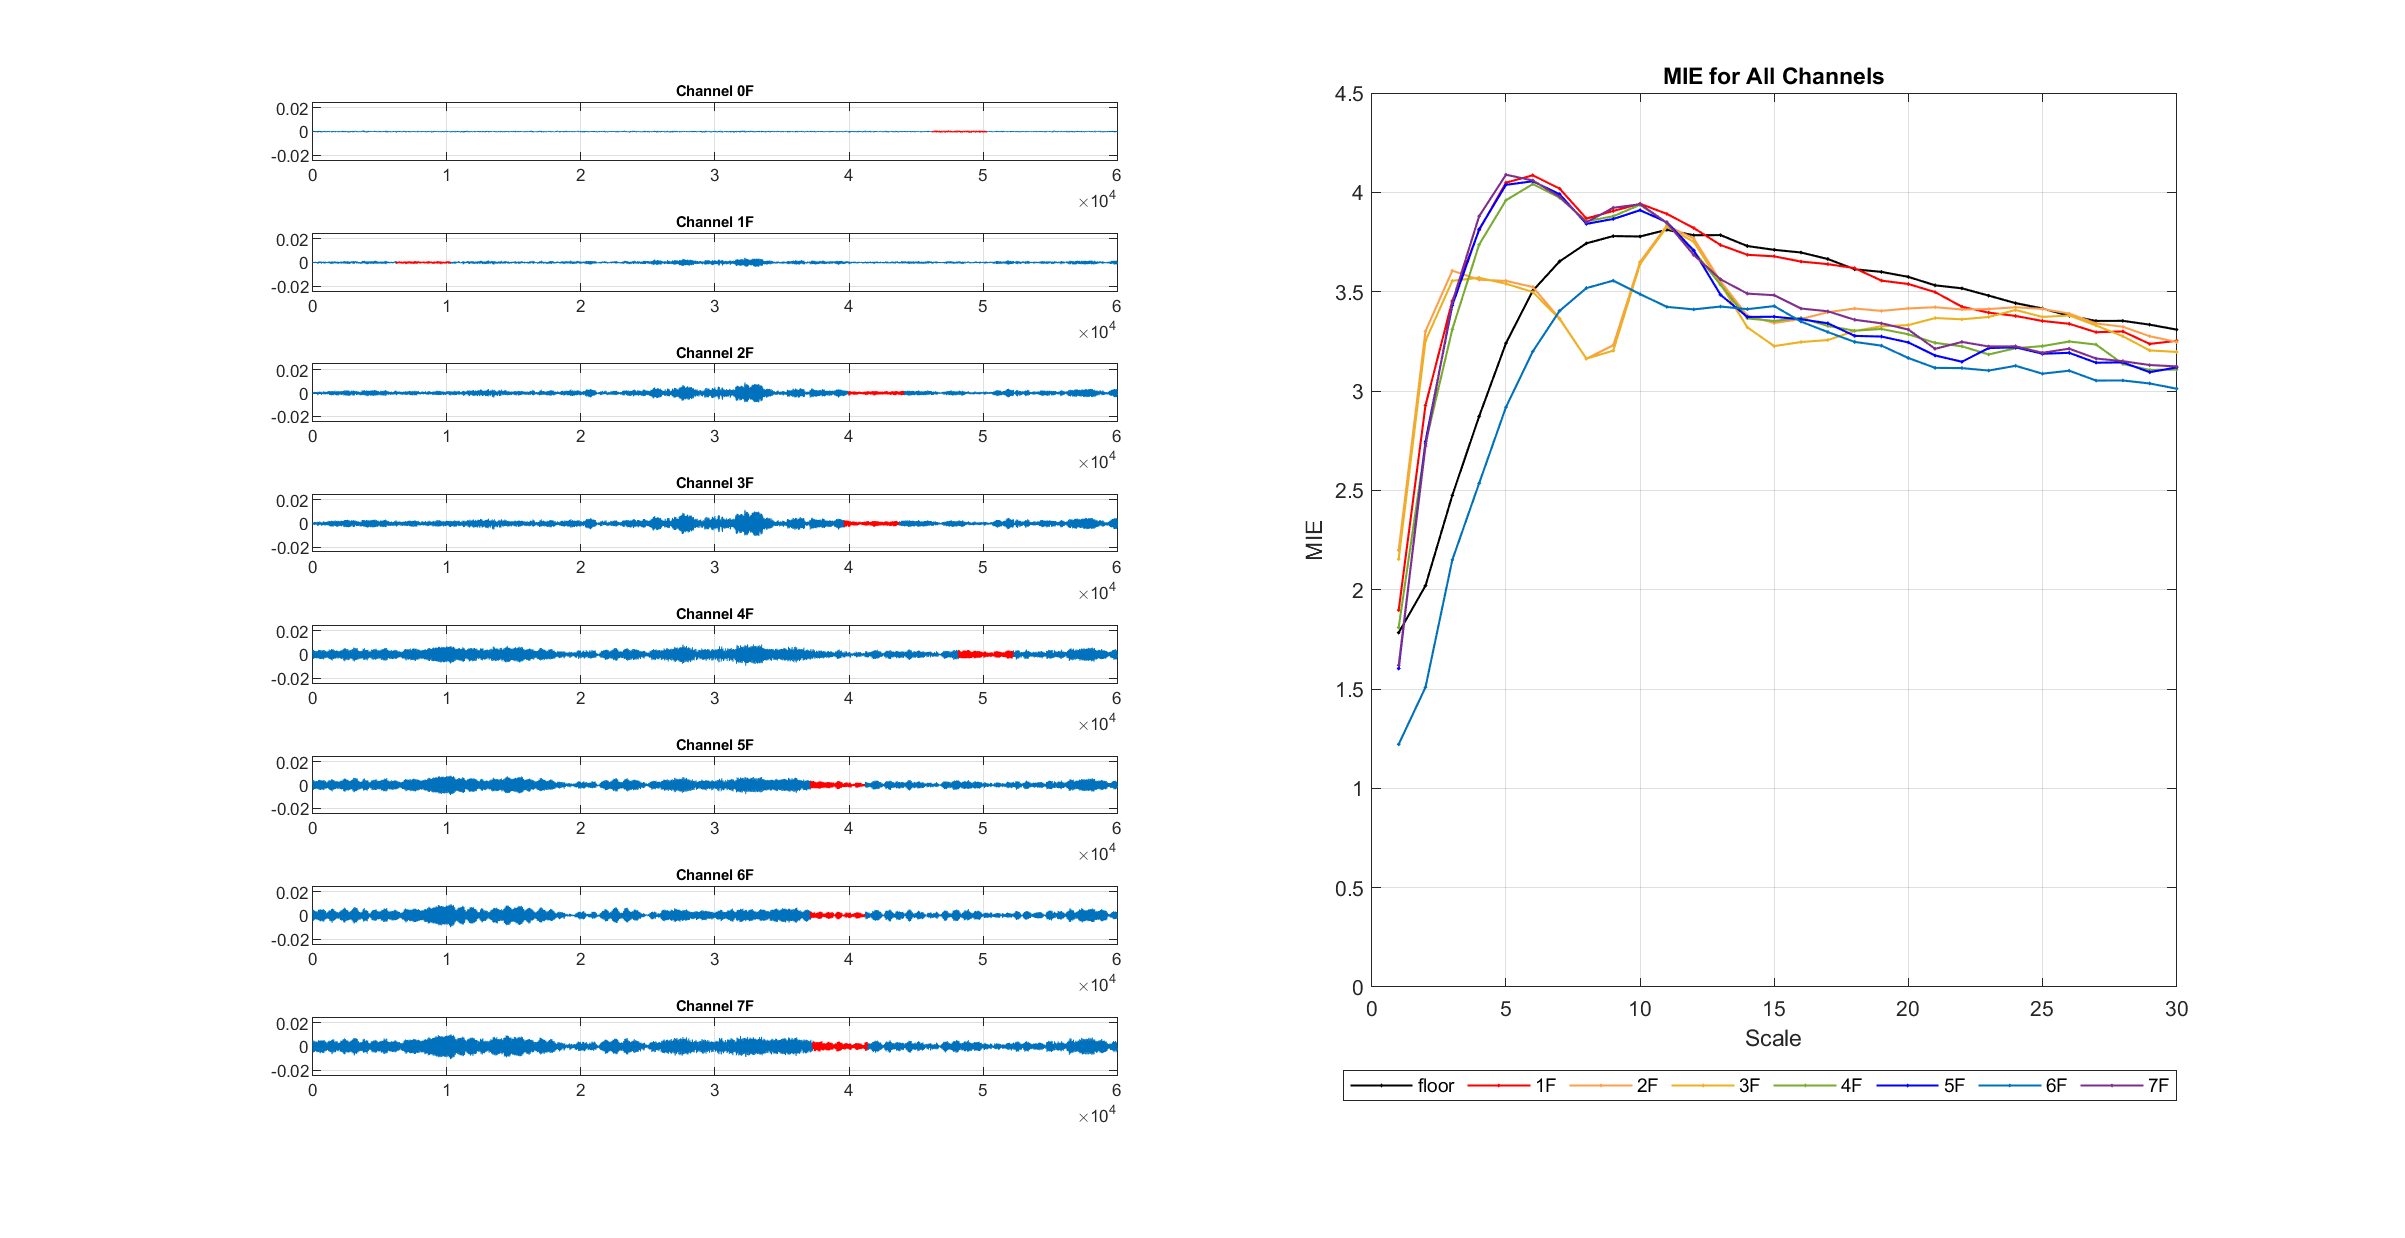 Channel 0F
0.02
0
-0.02
0 1 2 3 4 5 6
×10^4
Channel 1F
0.02
0
-0.02
0 1 2 3 4 5 6
×10^4
Channel 2F
0.02
0
-0.02
0 1 2 3 4 5 6
×10^4
Channel 3F
0.02
0
-0.02
0 1 2 3 4 5 6
×10^4
Channel 4F
0.02
0
-0.02
0 1 2 3 4 5 6
×10^4
Channel 5F
0.02
0
-0.02
0 1 2 3 4 5 6
×10^4
Channel 6F
0.02
0
-0.02
0 1 2 3 4 5 6
×10^4
Channel 7F
0.02
0
-0.02
0 1 2 3 4 5 6
×10^4
MIE for All Channels
4.5
4
3.5
3
2.5
2
1.5
1
0.5
0
MIE
0 5 10 15 20 25 30
Scale
floor 1F 2F 3F 4F 5F 6F 7F